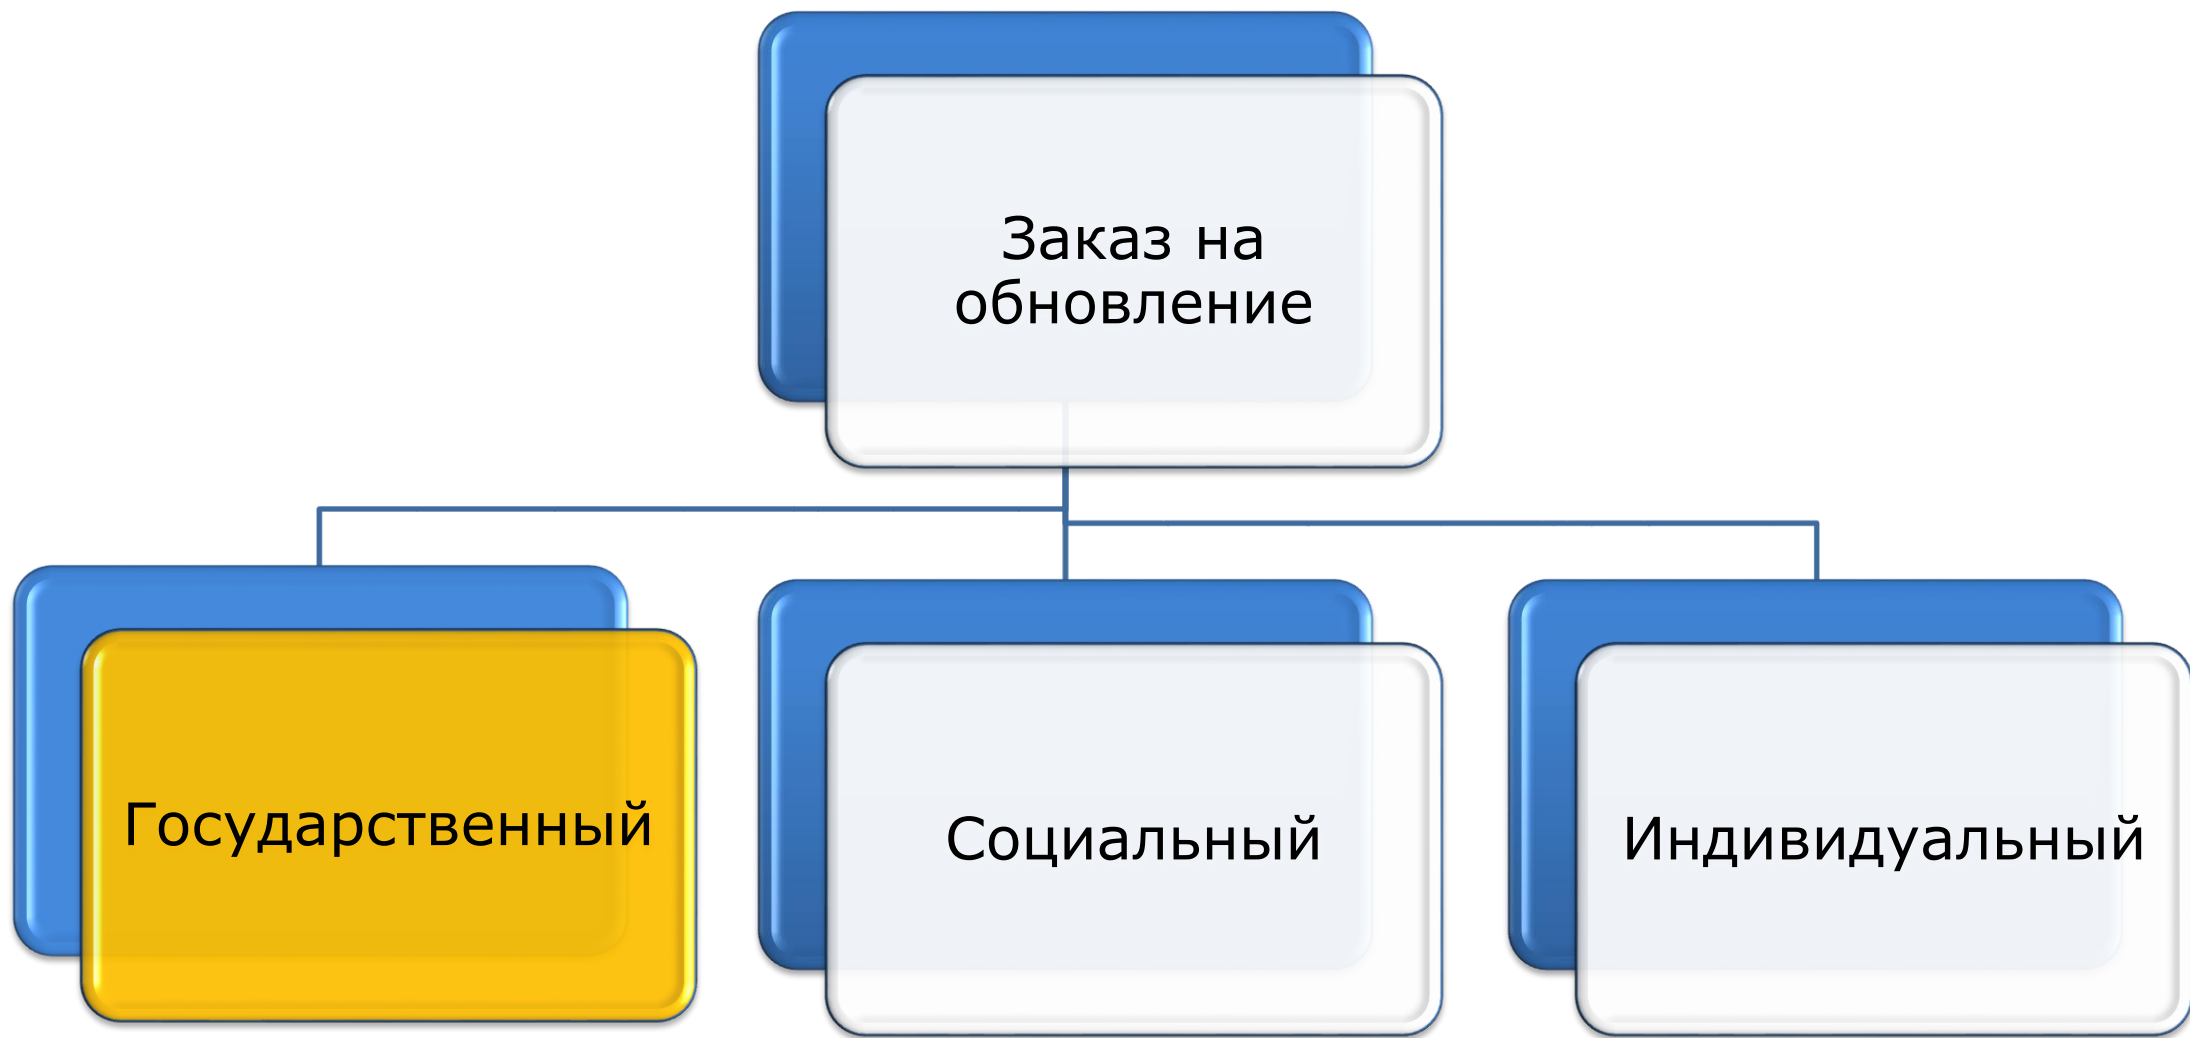 Заказ на
обновление
Государственный
Социальный
Индивидуальный